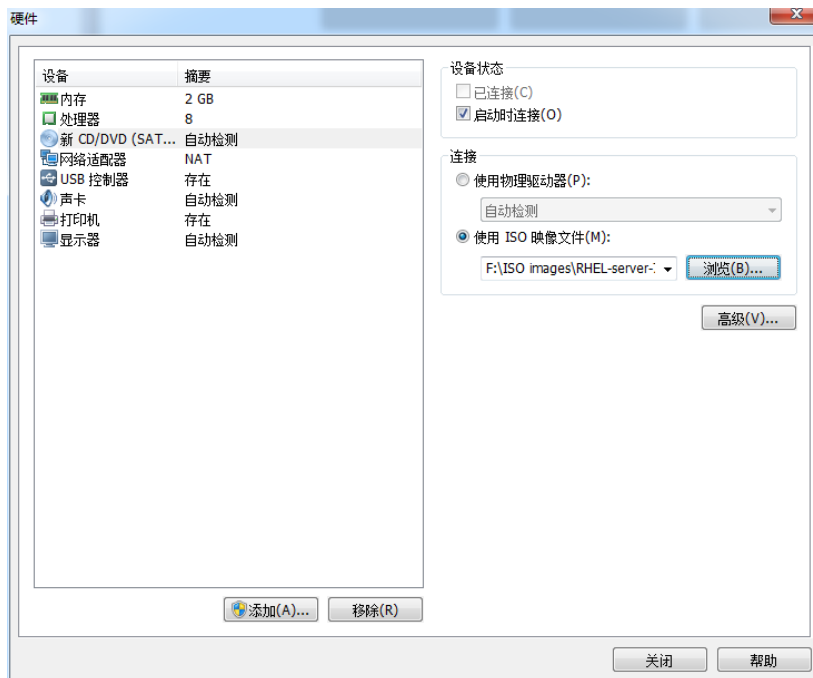 硬件
设备 摘要
内存 2 GB
处理器 8
新 CD/DVD (SAT... 自动检测
网络适配器 NAT
USB 控制器 存在
声卡 自动检测
打印机 存在
显示器 自动检测
添加(A)... 移除(R)
设备状态
已连接(C)
启动时连接(O)
连接
使用物理驱动器(P):
自动检测
使用 ISO 映像文件(M):
F:\ISO images\RHEL-server- 浏览(B)...
高级(V)...
关闭 帮助